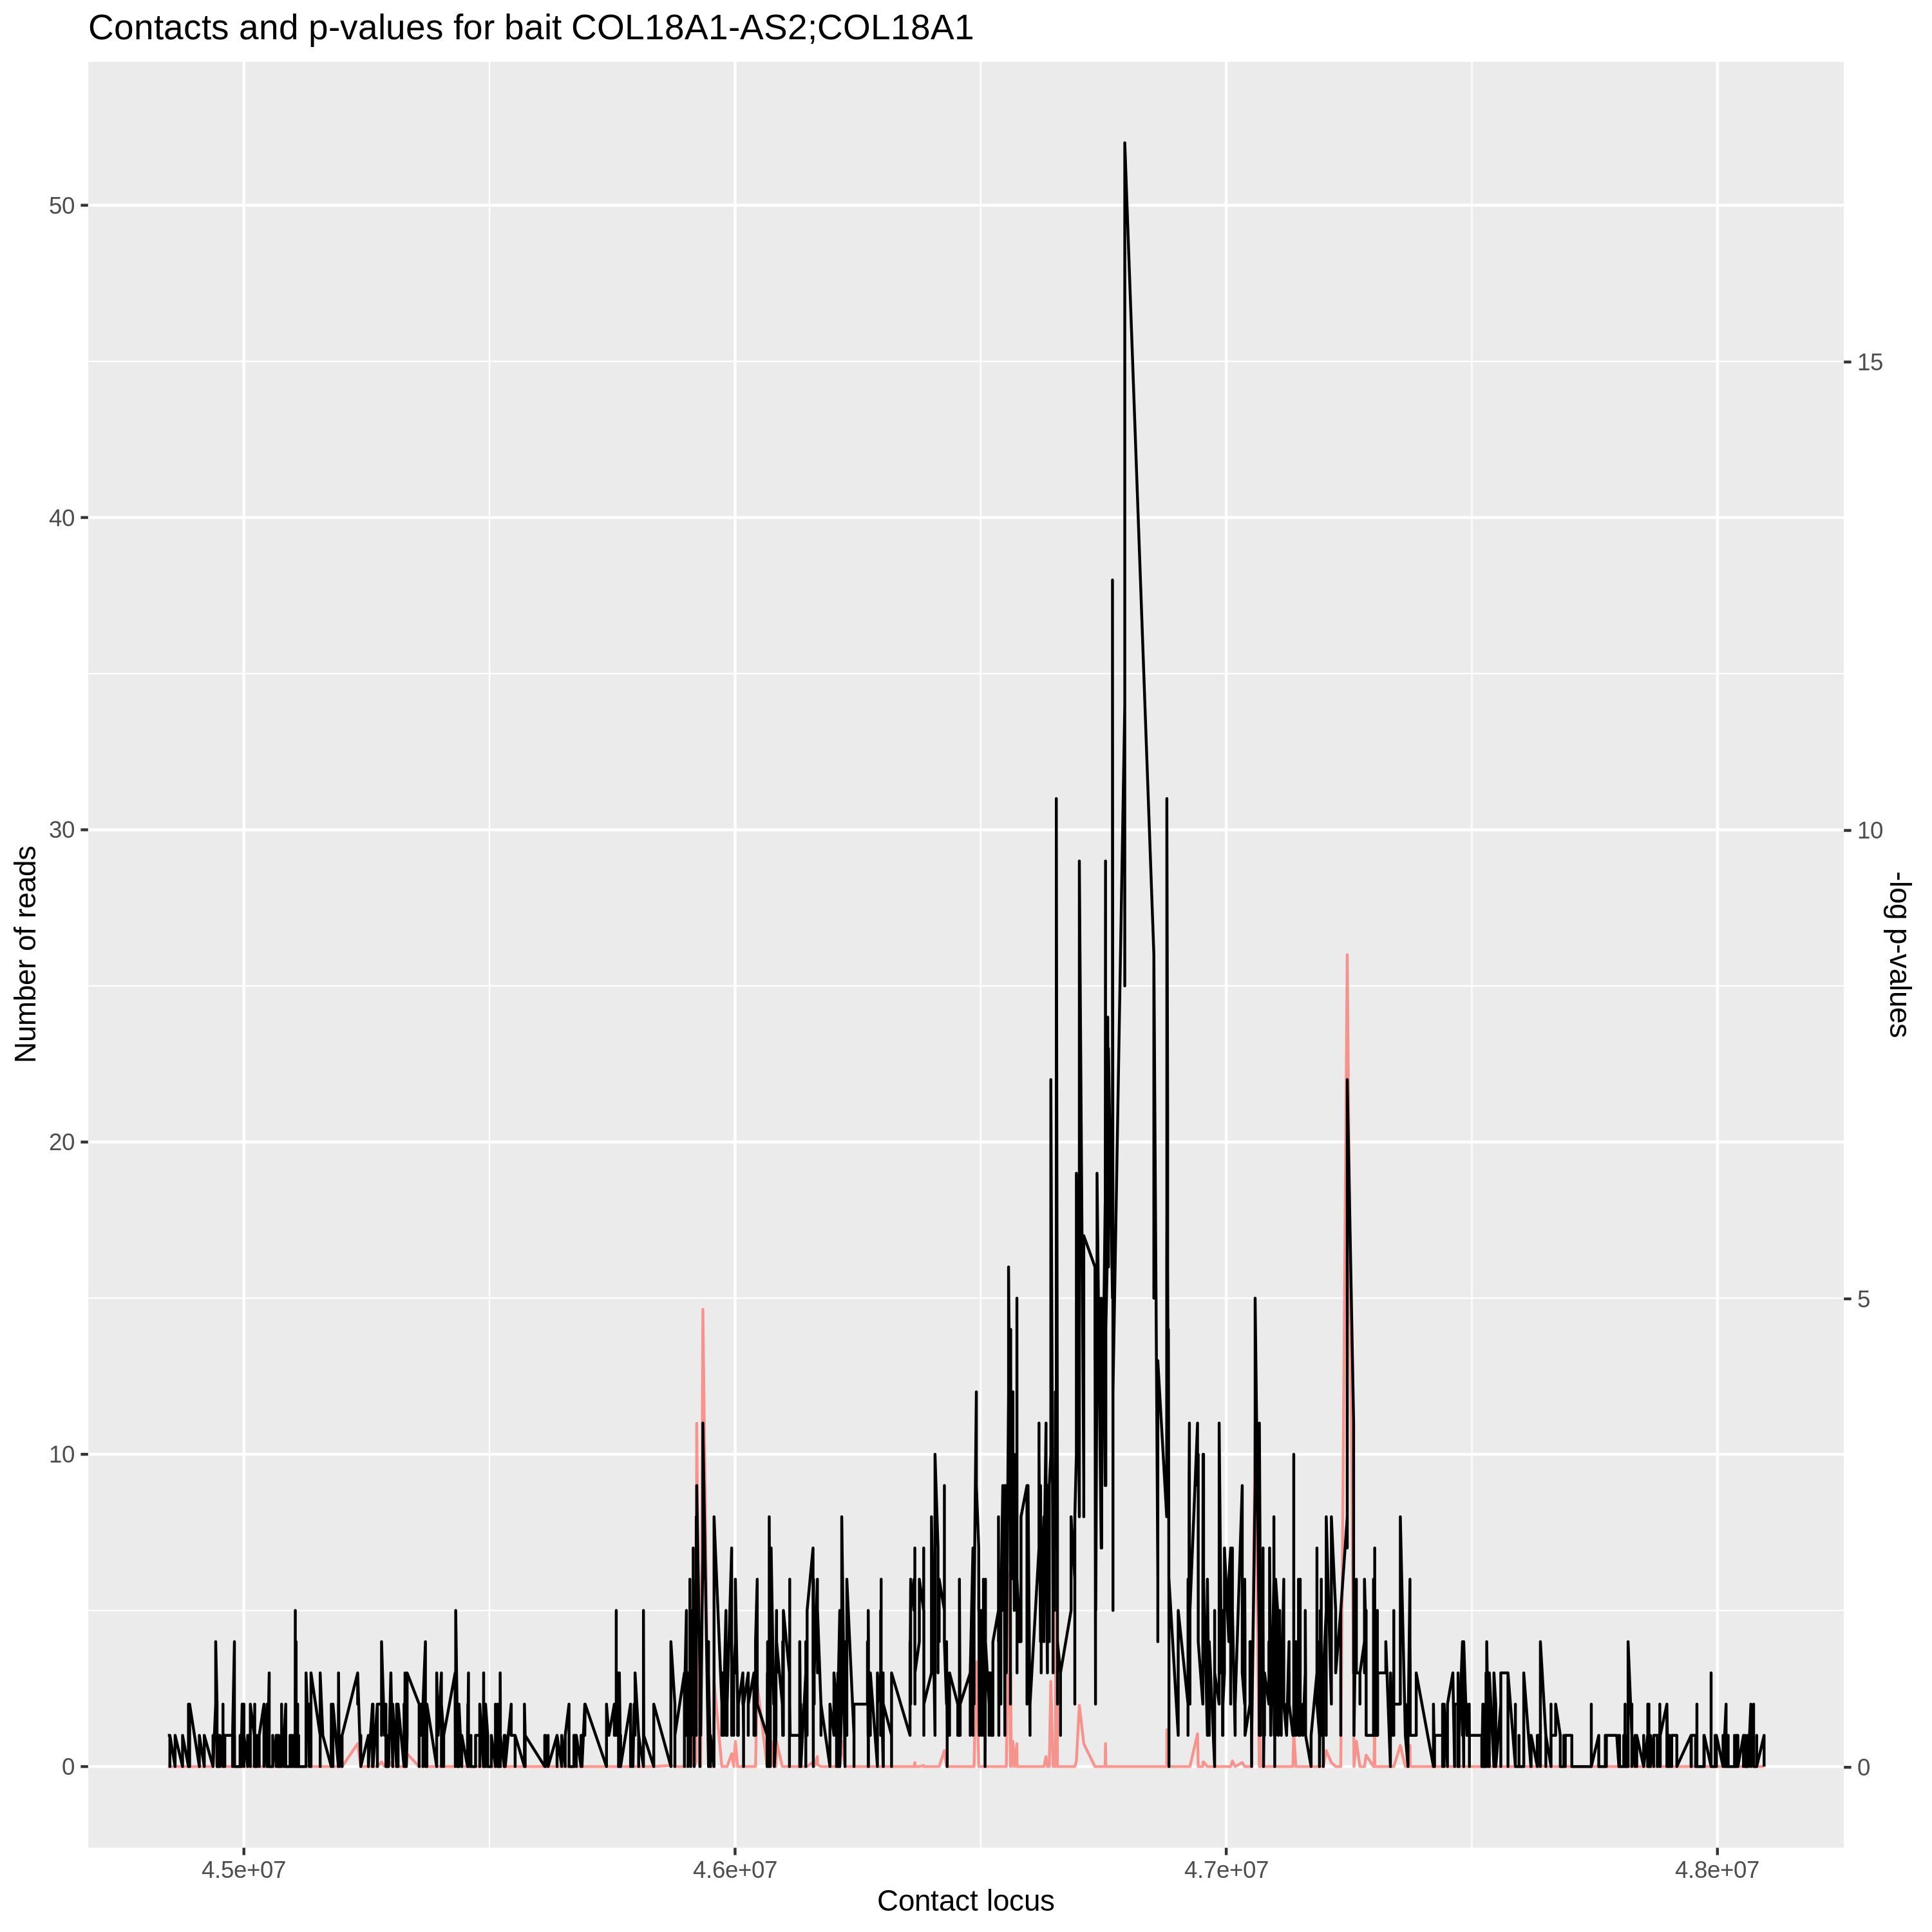 Contacts and p-values for bait COL18A1-AS2;COL18A1
50
40
30
20
10
0
Number of reads
15
10
5
0
-log p-values
4.5e+07 4.6e+07 4.7e+07 4.8e+07
Contact locus